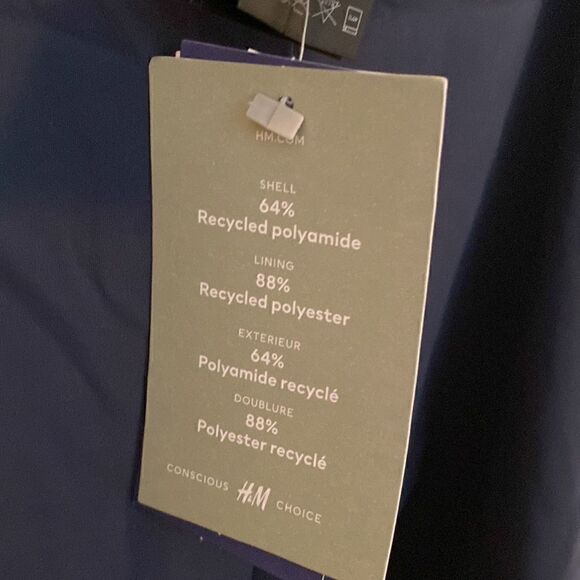 HM.COM
SHELL
64%
Recycled polyamide
LINING
88%
Recycled polyester
EXTERIEUR
64%
Polyamide recyclé
DOUBLURE
88%
Polyester recyclé
CONSCIOUS H&M CHOICE